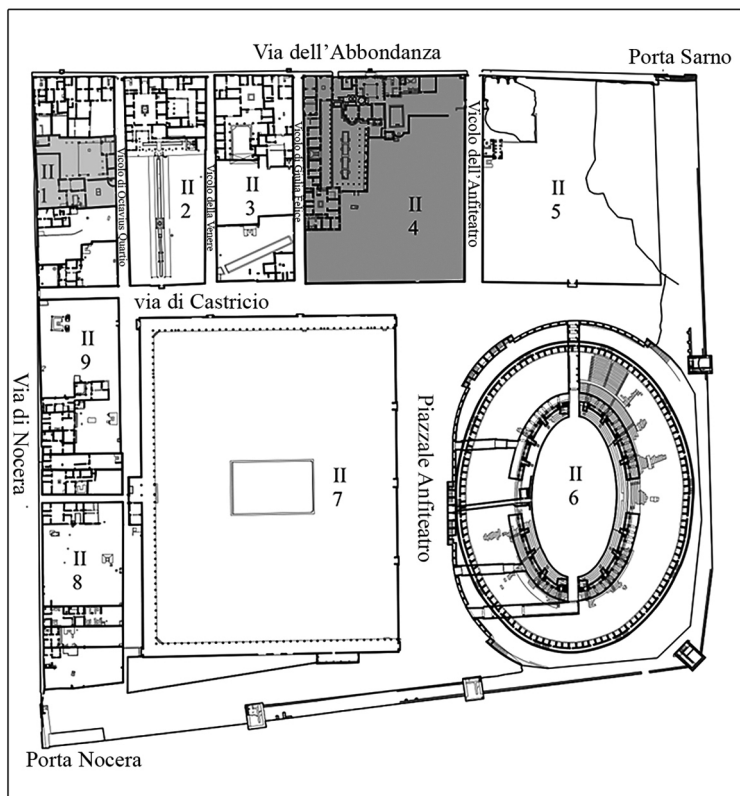 Via dell'Abbondanza
Porta Sarno
II
1
Vicolo di Octavius Quartio
II
2
Vicolo della Venere
II
3
Vicolo di Giulia Felice
II
4
Vicolo dell'Anfiteatro
II
5
via di Castricio
II
9
Via di Nocera
II
7
Piazzale Anfiteatro
II
6
II
8
Porta Nocera